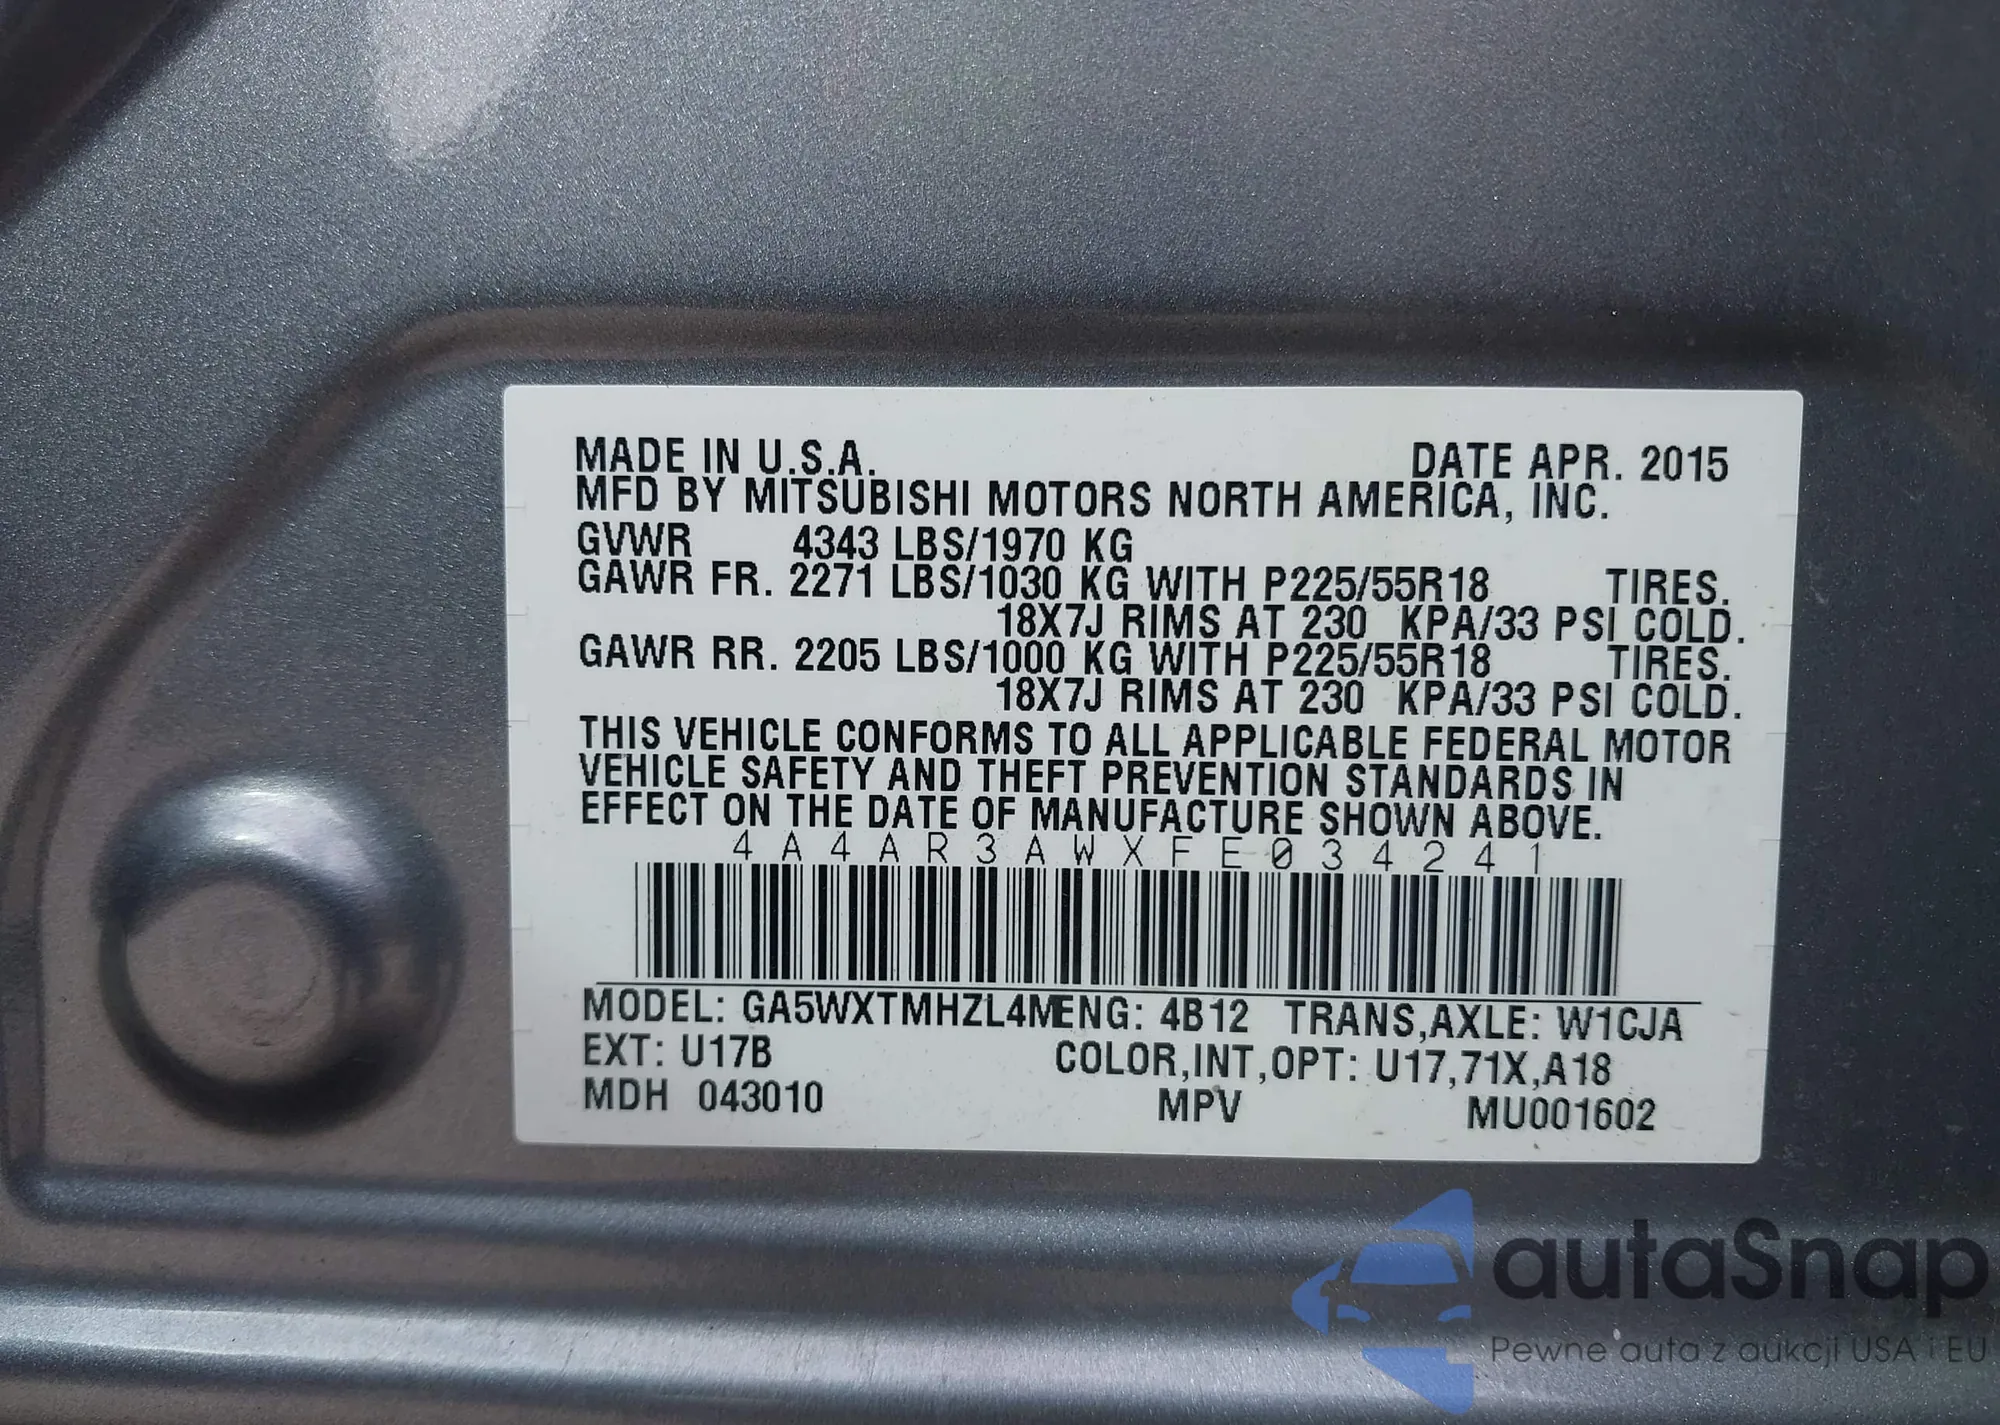 MADE IN U.S.A. DATE APR. 2015
MFD BY MITSUBISHI MOTORS NORTH AMERICA, INC.
GVWR 4343 LBS/1970 KG
GAWR FR. 2271 LBS/1030 KG WITH P225/55R18 TIRES.
18X7J RIMS AT 230 KPA/33 PSI COLD.
GAWR RR. 2205 LBS/1000 KG WITH P225/55R18 TIRES.
18X7J RIMS AT 230 KPA/33 PSI COLD.
THIS VEHICLE CONFORMS TO ALL APPLICABLE FEDERAL MOTOR
VEHICLE SAFETY AND THEFT PREVENTION STANDARDS IN
EFFECT ON THE DATE OF MANUFACTURE SHOWN ABOVE.
4A4AR3AWXFE034241
MODEL: GA5WXTMHZL4M ENG: 4B12 TRANS,AXLE: W1CJA
EXT: U17B COLOR,INT,OPT: U17,71X,A18
MDH 043010 MPV MU001602
autaSnap
Pewne auta z aukcji USA i EU